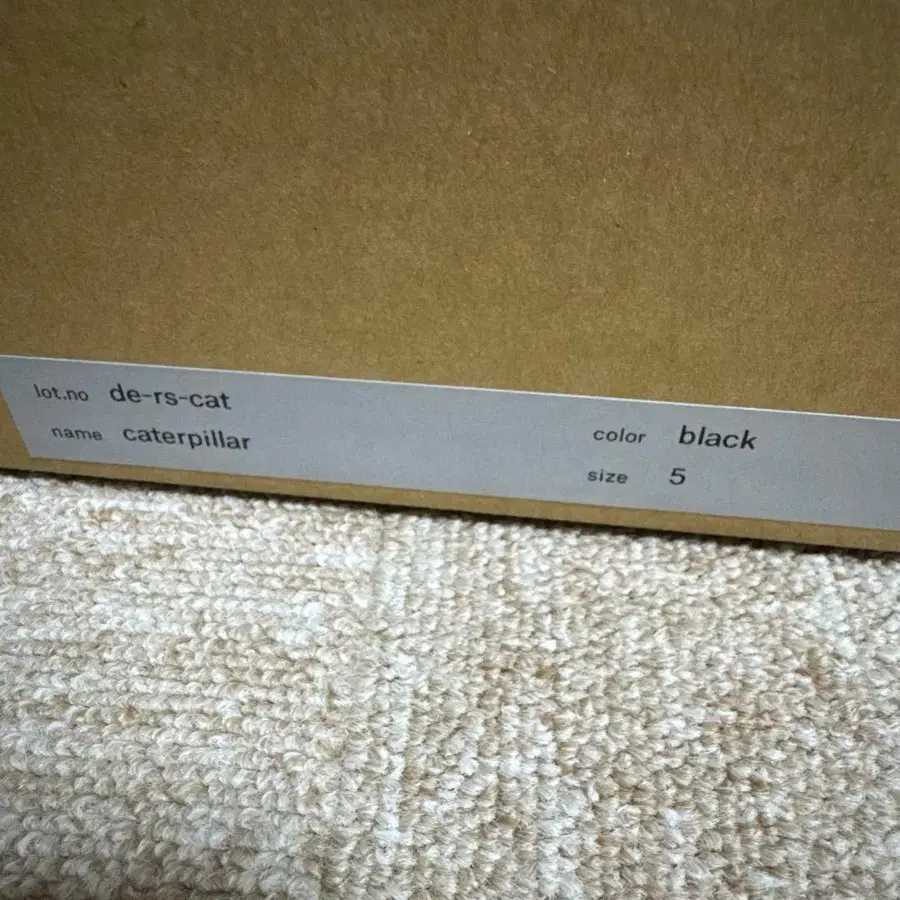 lot.no de-rs-cat
name caterpillar
color black
size 5